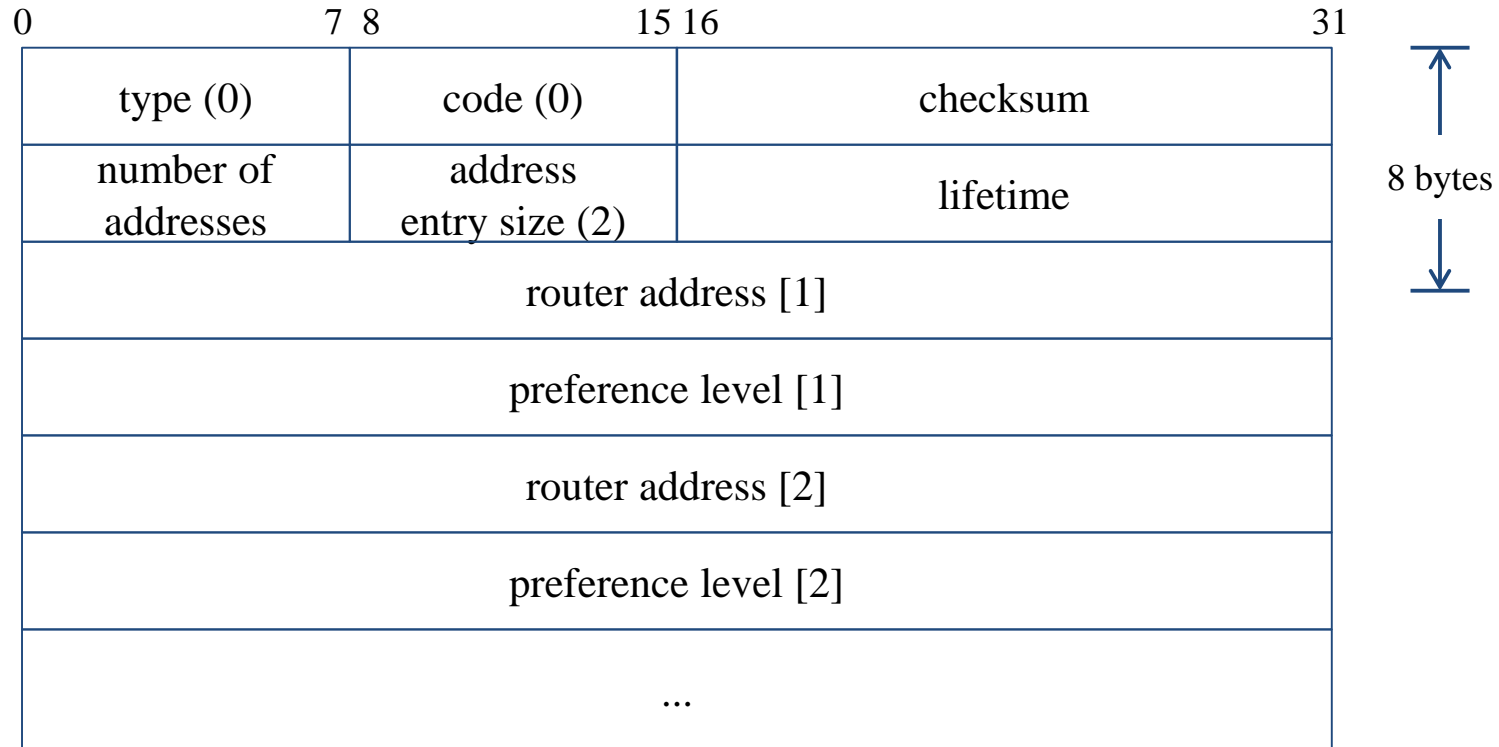 0 7 8 15 16 31
type (0) code (0) checksum
number of addresses address entry size (2) lifetime
8 bytes
router address [1]
preference level [1]
router address [2]
preference level [2]
...